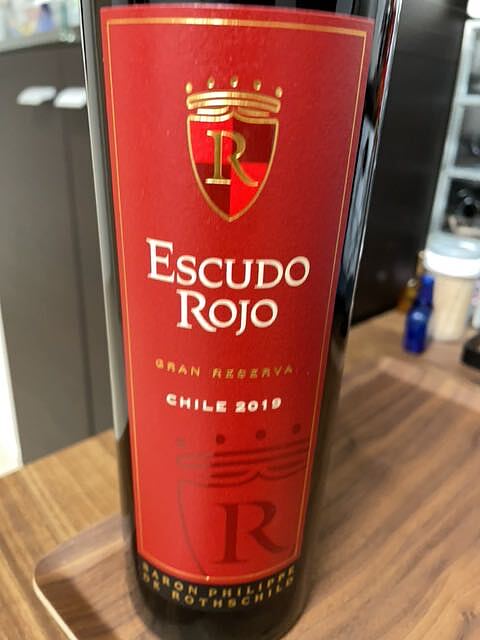 R
ESCUDO
ROJO
GRAN RESERVA
CHILE 2019
R
BARON PHILIPPE
DE ROTHSCHILD